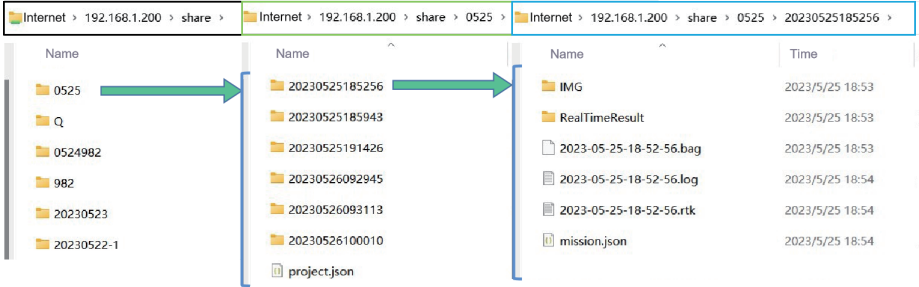 Internet › 192.168.1.200 › share ›
Name
0525
Q
0524982
982
20230523
20230522-1
Internet › 192.168.1.200 › share › 0525 ›
Name
20230525185256
20230525185943
20230525191426
20230526092945
20230526093113
20230526100010
project.json
Internet › 192.168.1.200 › share › 0525 › 20230525185256 ›
Name Time
IMG 2023/5/25 18:53
RealTimeResult 2023/5/25 18:53
2023-05-25-18-52-56.bag 2023/5/25 18:53
2023-05-25-18-52-56.log 2023/5/25 18:54
2023-05-25-18-52-56.rtk 2023/5/25 18:54
mission.json 2023/5/25 18:54